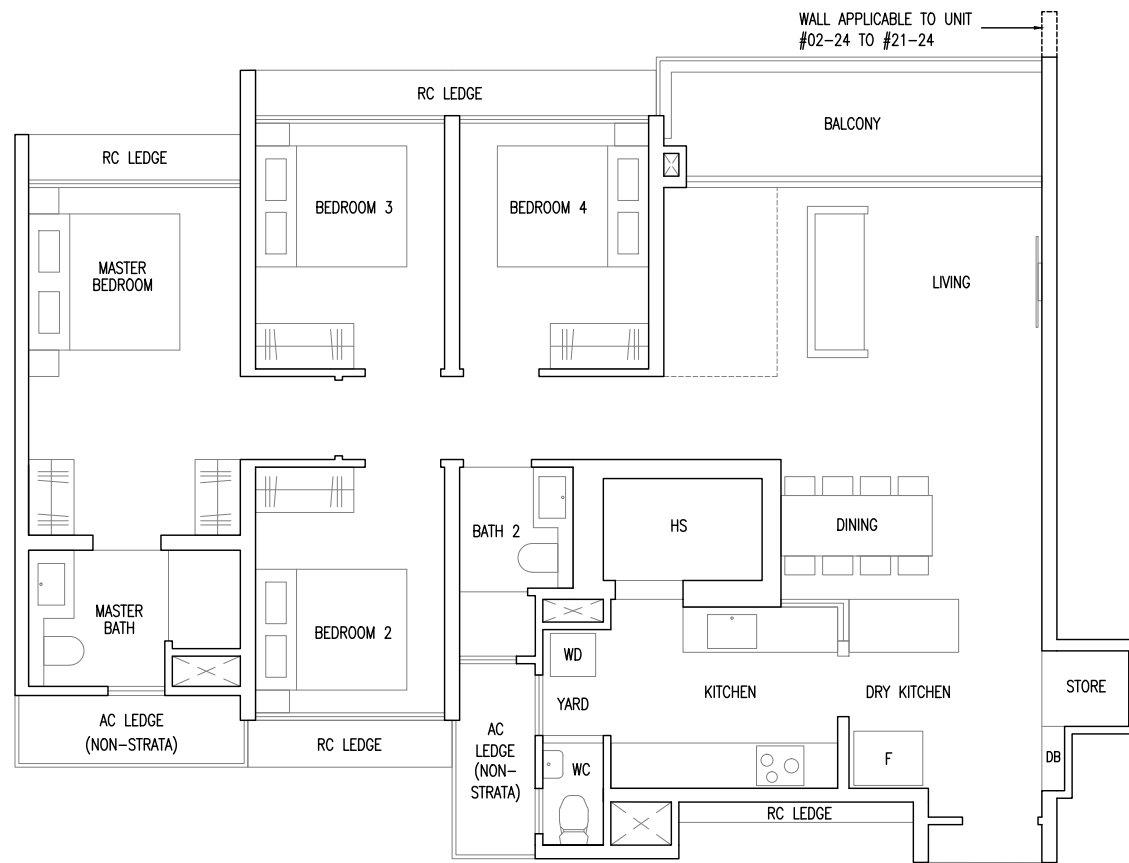 WALL APPLICABLE TO UNIT
#02-24 TO #21-24
RC LEDGE
BALCONY
RC LEDGE
BEDROOM 3
BEDROOM 4
MASTER
BEDROOM
LIVING
BATH 2
HS
DINING
MASTER
BATH
BEDROOM 2
WD
YARD
KITCHEN
DRY KITCHEN
STORE
AC LEDGE
(NON-STRATA)
RC LEDGE
AC
LEDGE
(NON-
STRATA)
WC
F
DB
RC LEDGE